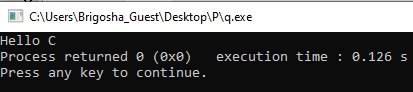 C:\Users\Brigosha_Guest\Desktop\P\q.exe
Hello C
Process returned 0 (0x0)   execution time : 0.126 s
Press any key to continue.